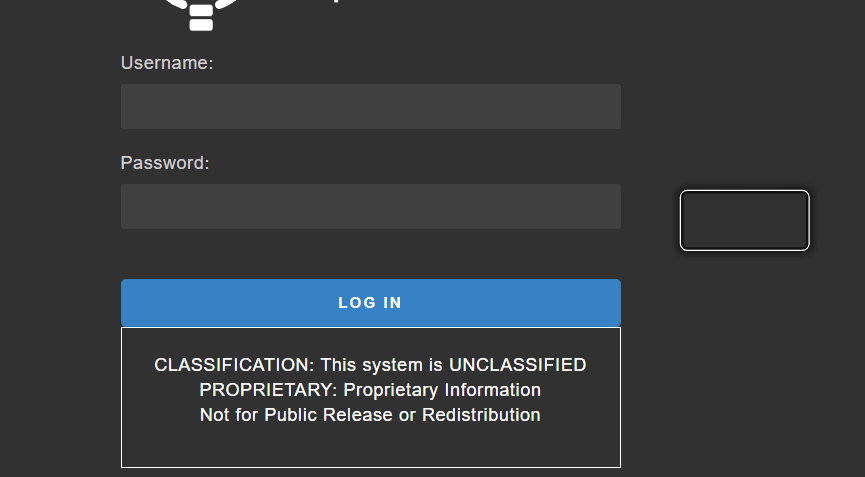 Username:
Password:
LOG IN
CLASSIFICATION: This system is UNCLASSIFIED
PROPRIETARY: Proprietary Information
Not for Public Release or Redistribution